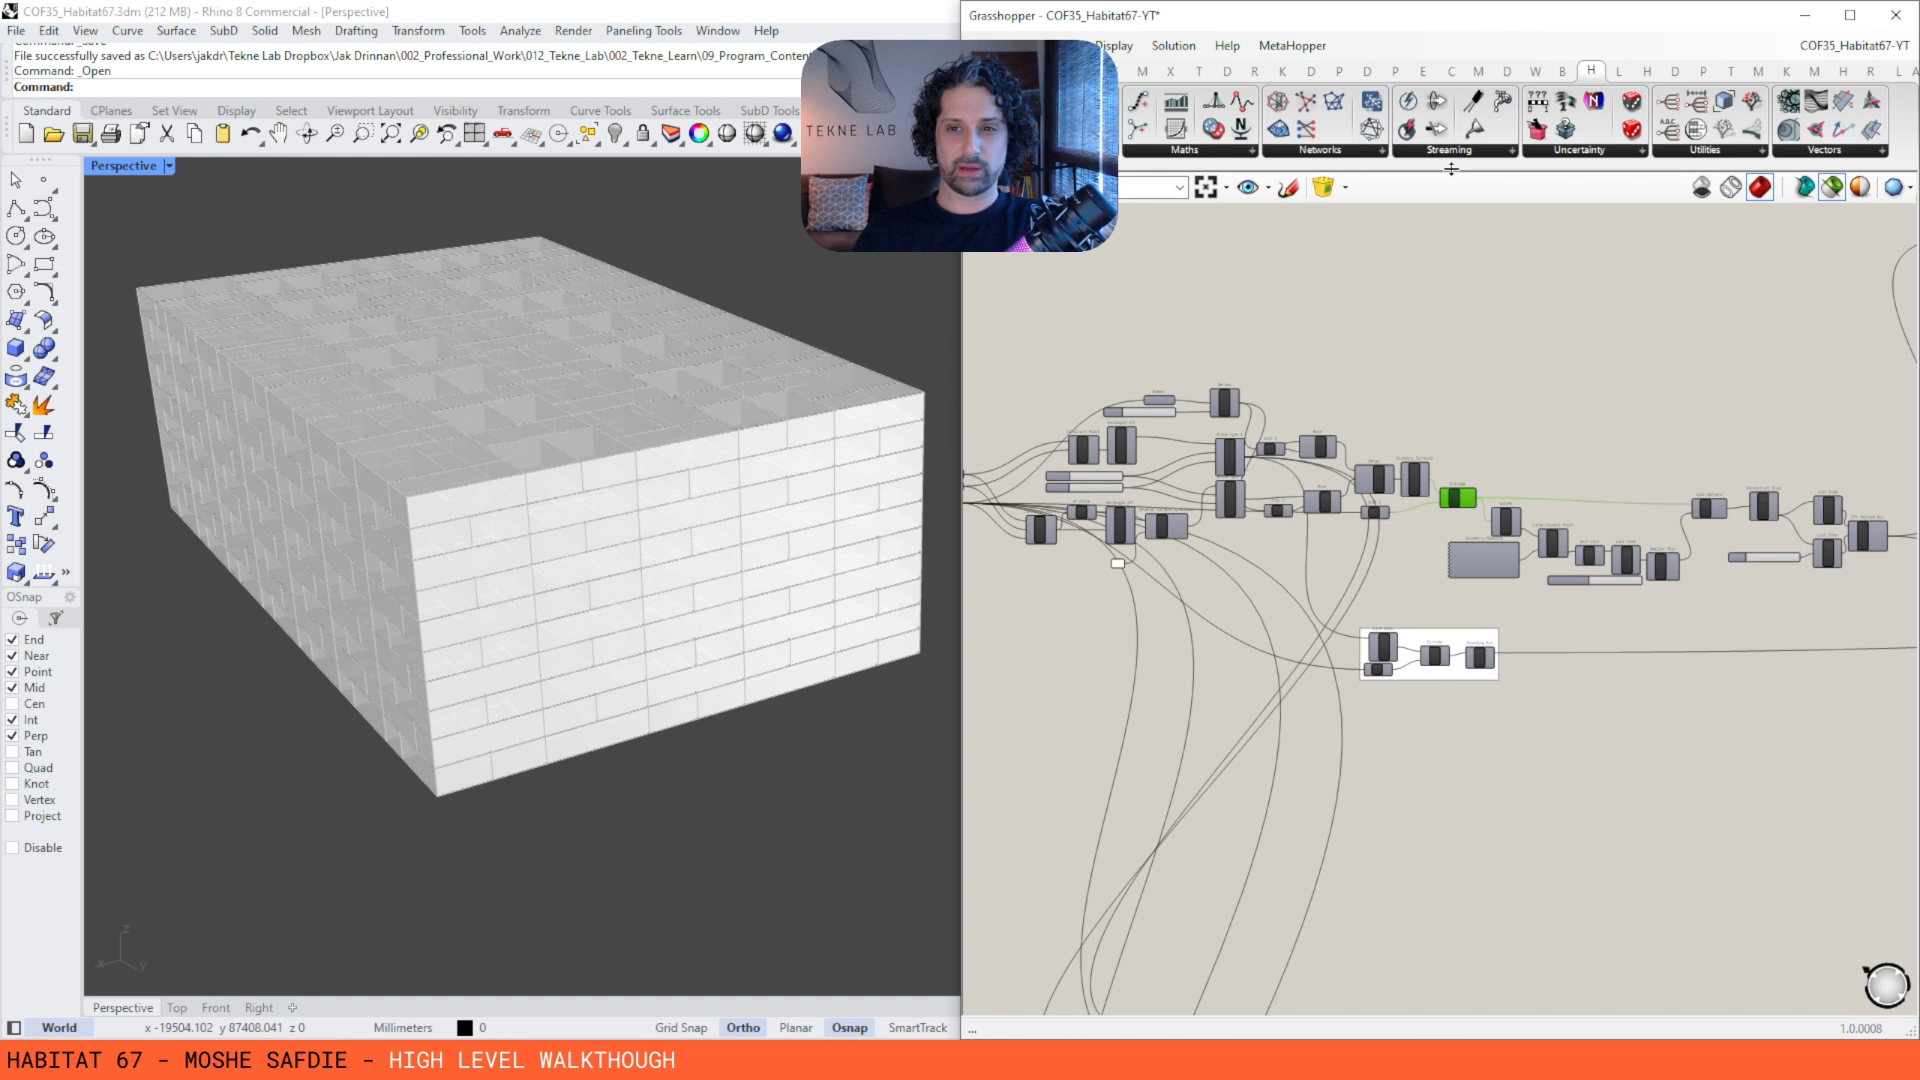 COF35_Habitat67.3dm (212 MB) - Rhino 8 Commercial - [Perspective]
File Edit View Curve Surface SubD Solid Mesh Drafting Transform Tools Analyze Render Paneling Tools Window Help
File successfully saved as C:\Users\jakdr\Tekne Lab Dropbox\Jak Drinnan\002_Professional_Work\012_Tekne_Lab\002_Tekne_Learn\09_Program_Conten
Command: _Open
Command:
Standard CPlanes Set View Display Select Viewport Layout Visibility Transform Curve Tools Surface Tools SubD Tools
Perspective
TEKNE LAB
Grasshopper - COF35_Habitat67-YT*
Display Solution Help MetaHopper COF35_Habitat67-YT
M X T D R K D P D P E C M D W B H L H D P T M K M H R L A
Maths Networks Streaming Uncertainty Utilities Vectors
OSnap
End
Near
Point
Mid
Cen
Int
Perp
Tan
Quad
Knot
Vertex
Project
Disable
z
x y
Perspective Top Front Right
World x -19504.102 y 87408.041 z 0 Millimeters 0 Grid Snap Ortho Planar Osnap SmartTrack
... 1.0.0008
HABITAT 67 - MOSHE SAFDIE - HIGH LEVEL WALKTHOUGH